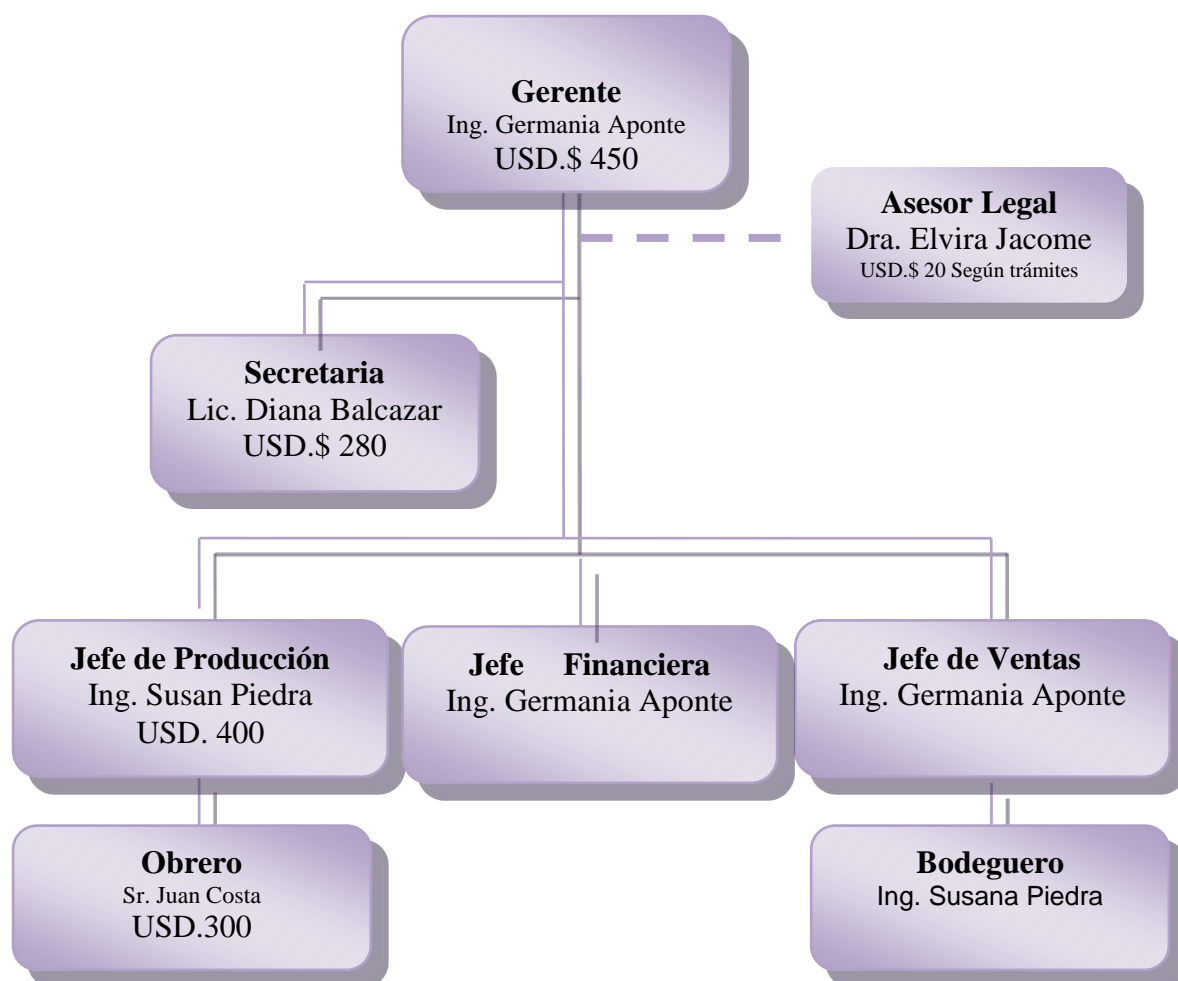 Gerente
Ing. Germania Aponte
USD.$ 450
Asesor Legal
Dra. Elvira Jacome
USD.$ 20 Según trámites
Secretaria
Lic. Diana Balcazar
USD.$ 280
Jefe de Producción
Ing. Susan Piedra
USD. 400
Jefe Financiera
Ing. Germania Aponte
Jefe de Ventas
Ing. Germania Aponte
Obrero
Sr. Juan Costa
USD.300
Bodeguero
Ing. Susana Piedra